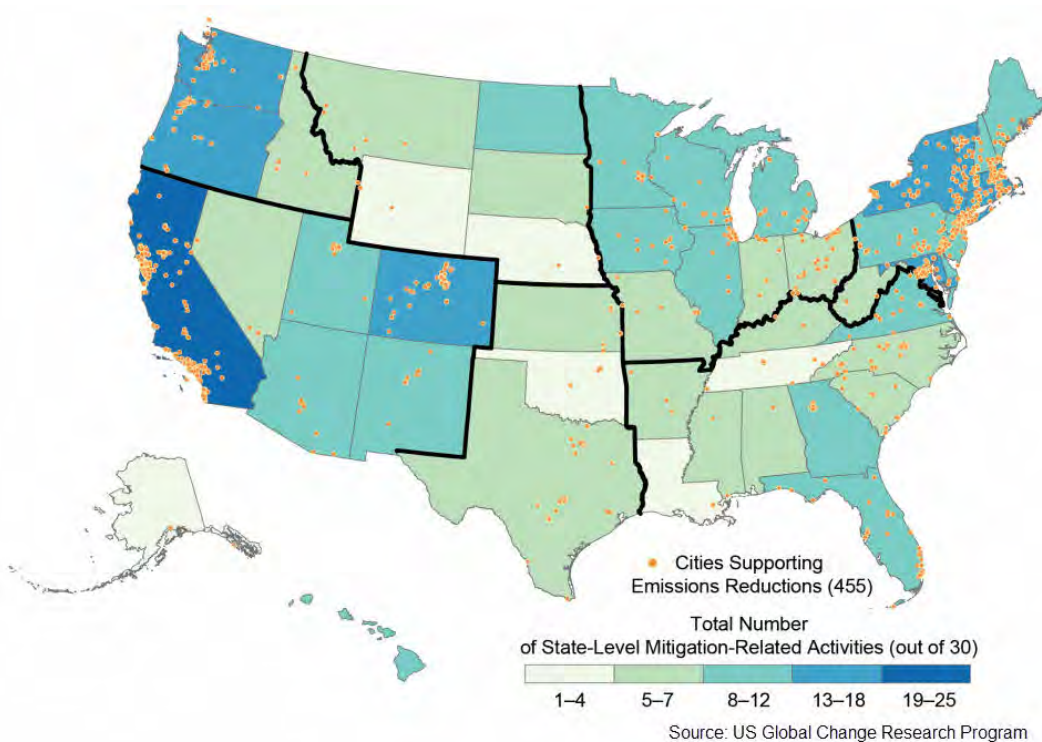 Cities Supporting
Emissions Reductions (455)
Total Number
of State-Level Mitigation-Related Activities (out of 30)
1–4 5–7 8–12 13–18 19–25
Source: US Global Change Research Program